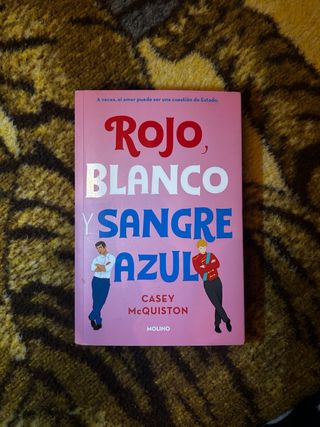 A veces, el amor puede ser una cuestión de Estado.
ROJO,
BLANCO
Y SANGRE
AZUL
CASEY
McQUISTON
MOLINO